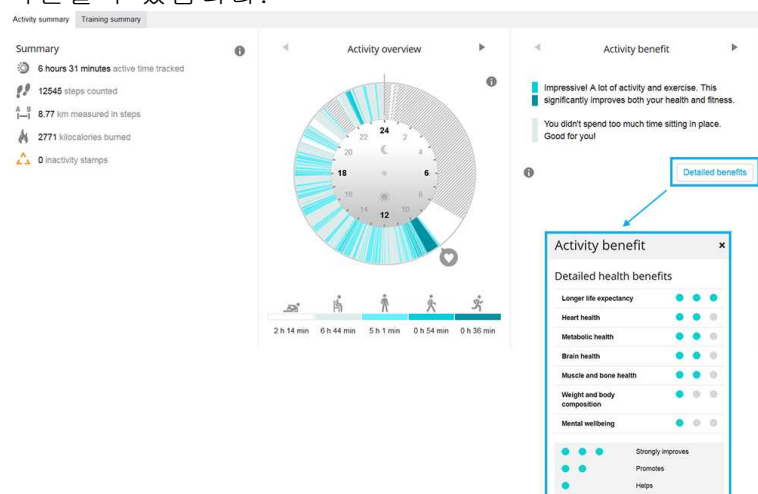 Activity summary Training summary
Summary
6 hours 31 minutes active time tracked
12545 steps counted
A B
8.77 km measured in steps
2771 kilocalories burned
0 inactivity stamps
Activity overview
24
2
4
6
8
10
12
14
16
18
20
22
2 h 14 min 6 h 44 min 5 h 1 min 0 h 54 min 0 h 36 min
Activity benefit
Impressive! A lot of activity and exercise. This
significantly improves both your health and fitness.
You didn't spend too much time sitting in place.
Good for you!
Detailed benefits
Activity benefit ×
Detailed health benefits
Longer life expectancy
Heart health
Metabolic health
Brain health
Muscle and bone health
Weight and body
composition
Mental wellbeing
Strongly improves
Promotes
Helps